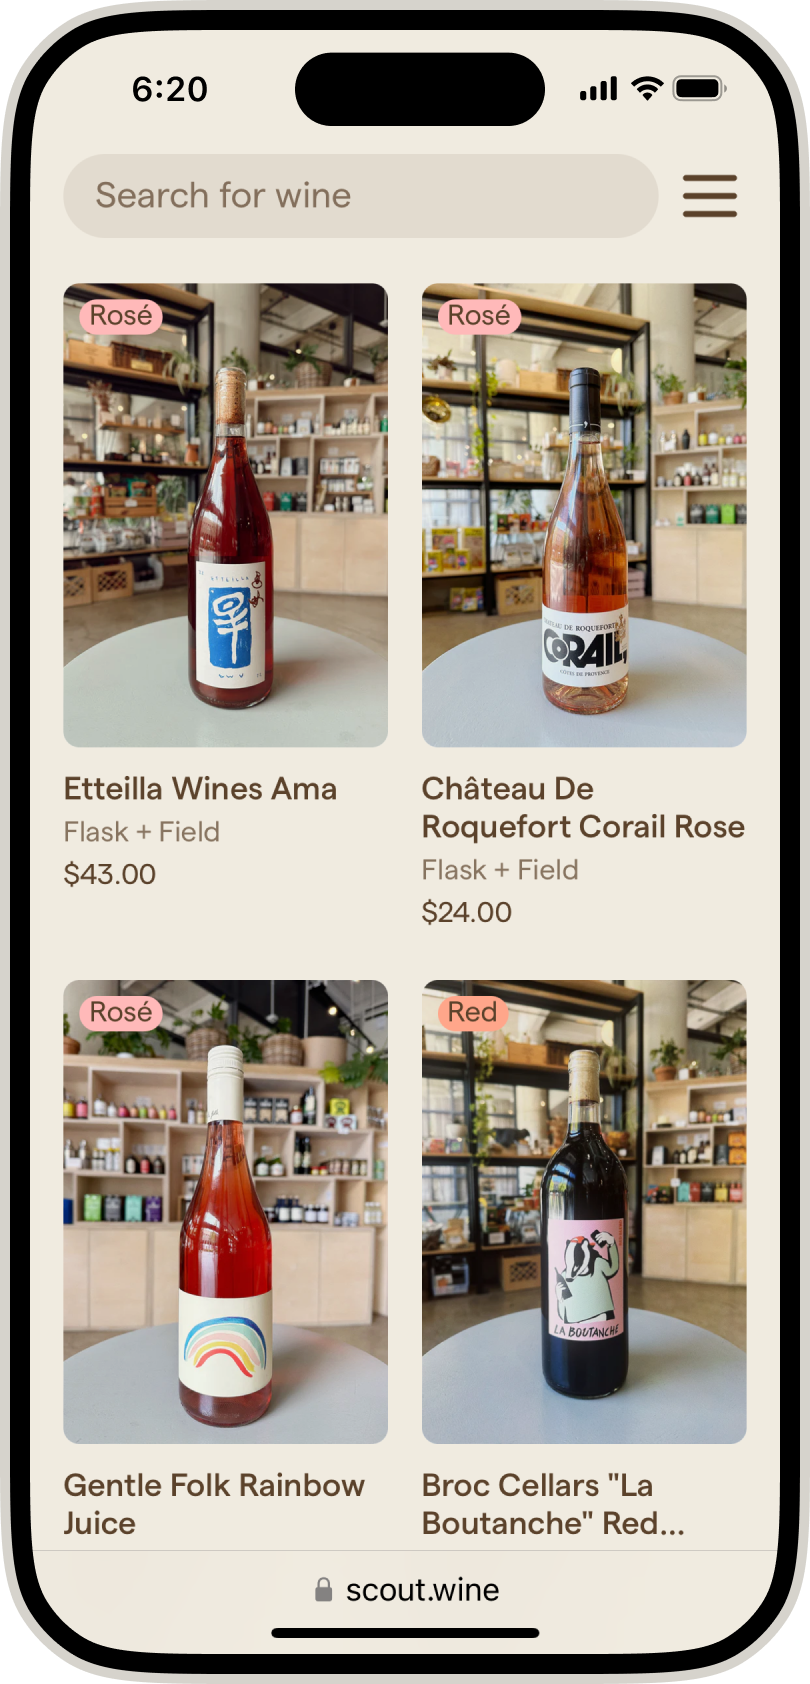 6:20
Search for wine
Rosé
ETTEILLA
Etteilla Wines Ama
Flask + Field
$43.00
Rosé
CHÂTEAU DE ROQUEFORT
CORAIL,
CÔTES DE PROVENCE
Château De
Roquefort Corail Rose
Flask + Field
$24.00
Rosé
Gentle Folk Rainbow
Juice
Red
LA BOUTANCHE
Broc Cellars "La
Boutanche" Red...
scout.wine